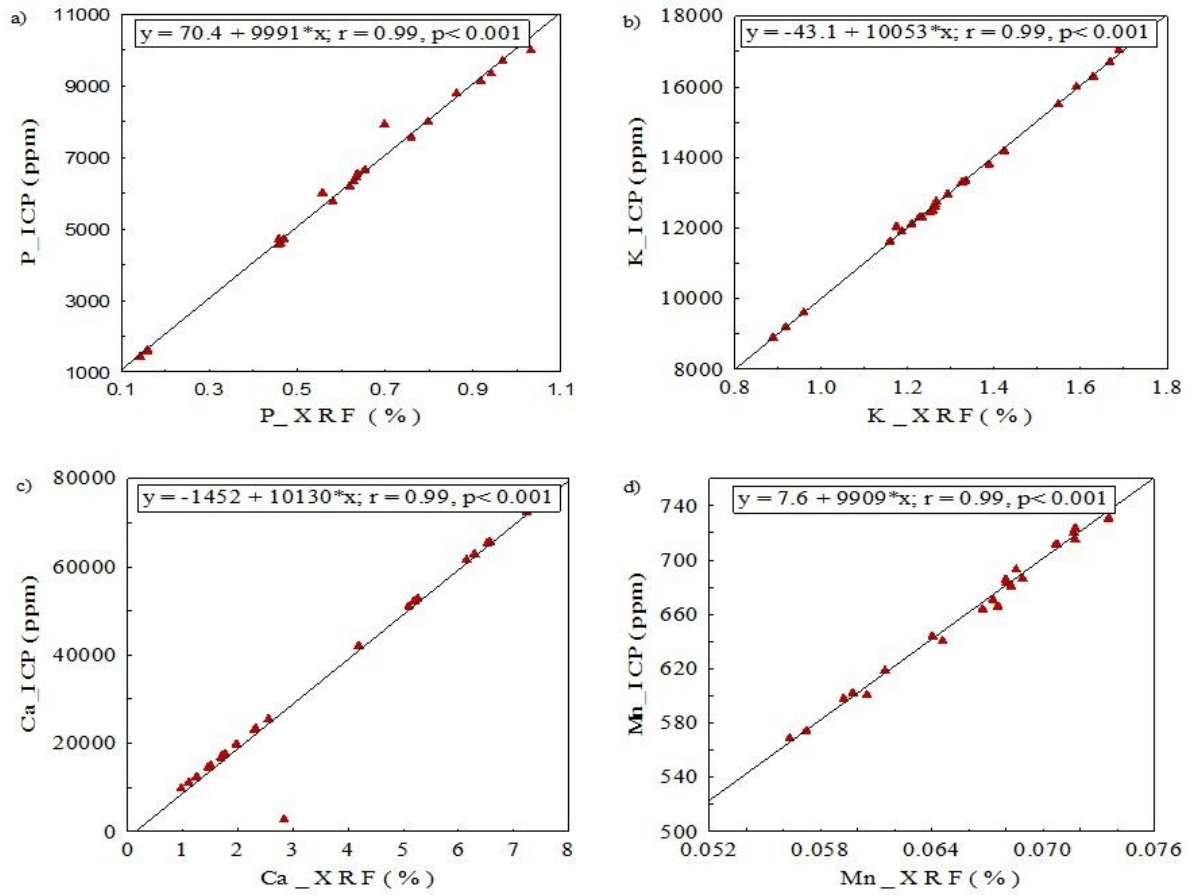 a)
y = 70.4 + 9991*x; r = 0.99, p< 0.001
11000
9000
7000
5000
3000
1000
P_ICP (ppm)
0.1 0.3 0.5 0.7 0.9 1.1
P_XRF (%)
b)
y = -43.1 + 10053*x; r = 0.99, p< 0.001
18000
16000
14000
12000
10000
8000
K_ICP (ppm)
0.8 1.0 1.2 1.4 1.6 1.8
K_XRF (%)
c)
y = -1452 + 10130*x; r = 0.99, p< 0.001
80000
60000
40000
20000
0
Ca_ICP (ppm)
0 1 2 3 4 5 6 7 8
Ca_XRF (%)
d)
y = 7.6 + 9909*x; r = 0.99, p< 0.001
740
700
660
620
580
540
500
Mn_ICP (ppm)
0.052 0.058 0.064 0.070 0.076
Mn_XRF (%)